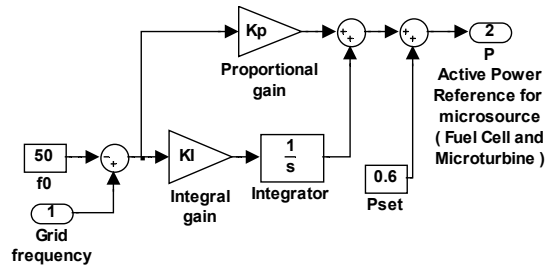 Kp
Proportional
gain
+
+
+
+
2
P
Active Power
Reference for
microsource
( Fuel Cell and
Microturbine )
50
f0
-
+
KI
Integral
gain
1
s
Integrator
0.6
Pset
1
Grid
frequency